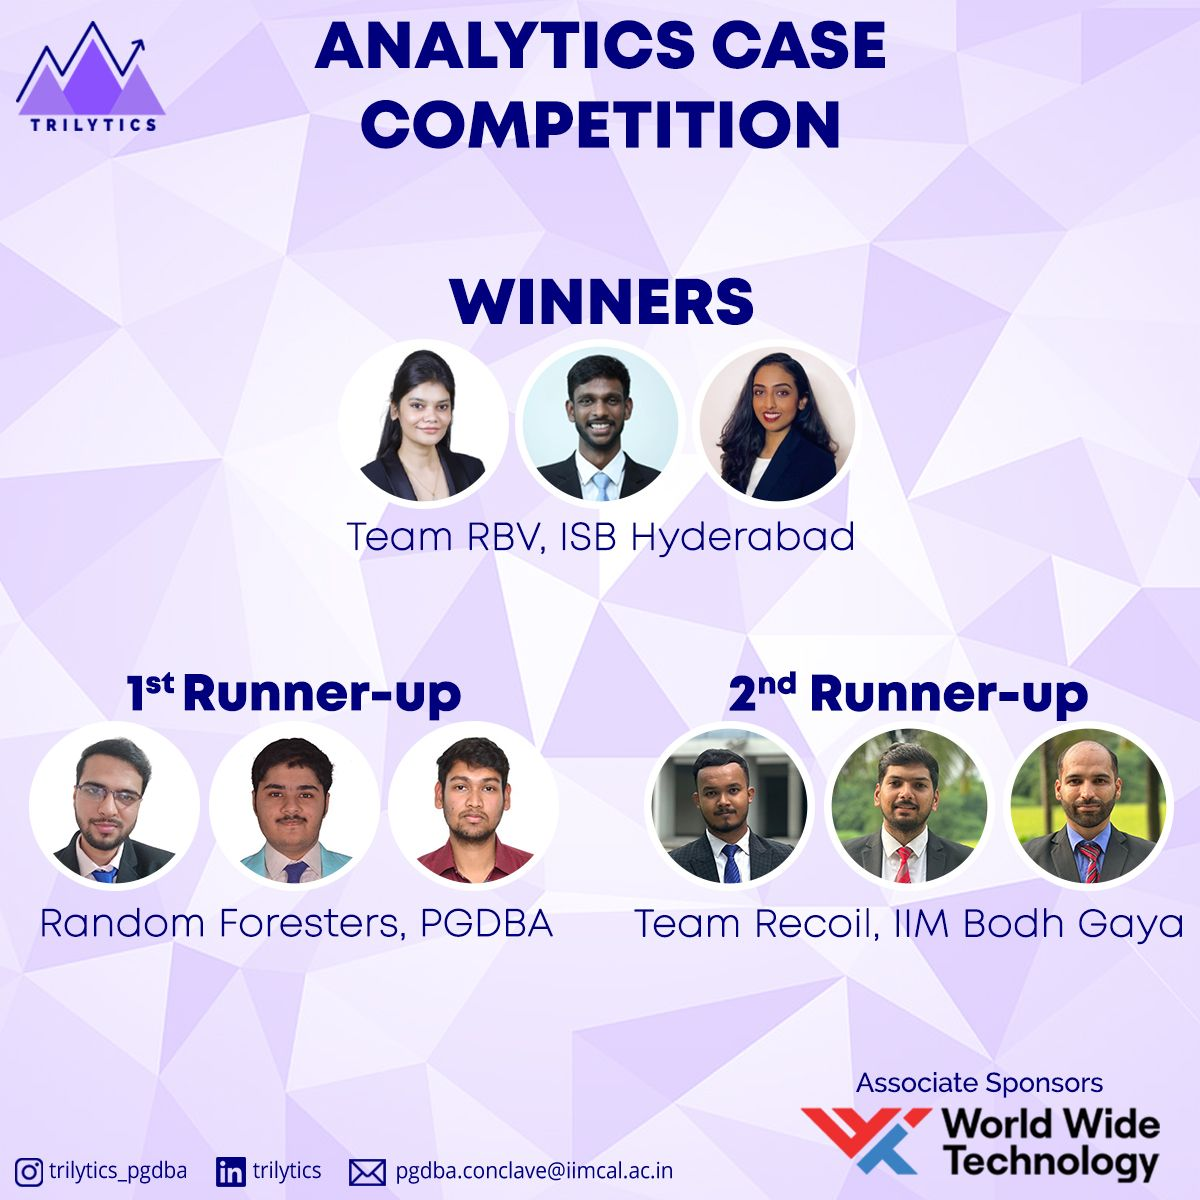 TRILYTICS
ANALYTICS CASE
COMPETITION
WINNERS
Team RBV, ISB Hyderabad
1st Runner-up
Random Foresters, PGDBA
2nd Runner-up
Team Recoil, IIM Bodh Gaya
Associate Sponsors
World Wide
Technology
trilytics_pgdba
in trilytics
pgdba.conclave@iimcal.ac.in